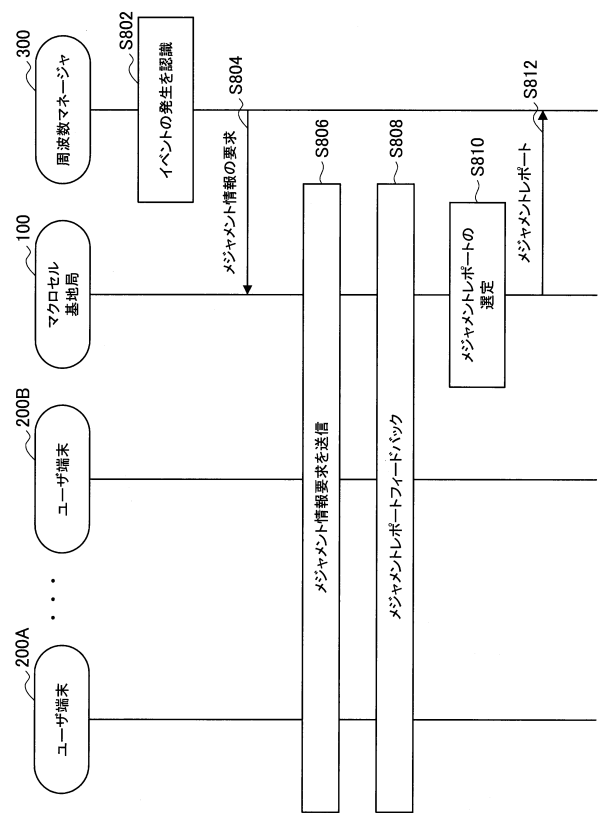 200A
ユーザ端末
・・・
200B
ユーザ端末
100
マクロセル
基地局
300
周波数マネージャ
S802
イベントの発生を認識
S804
メジャメント情報の要求
S806
メジャメント情報要求を送信
S808
メジャメントレポートフィードバック
S810
メジャメントレポートの
選定
S812
メジャメントレポート